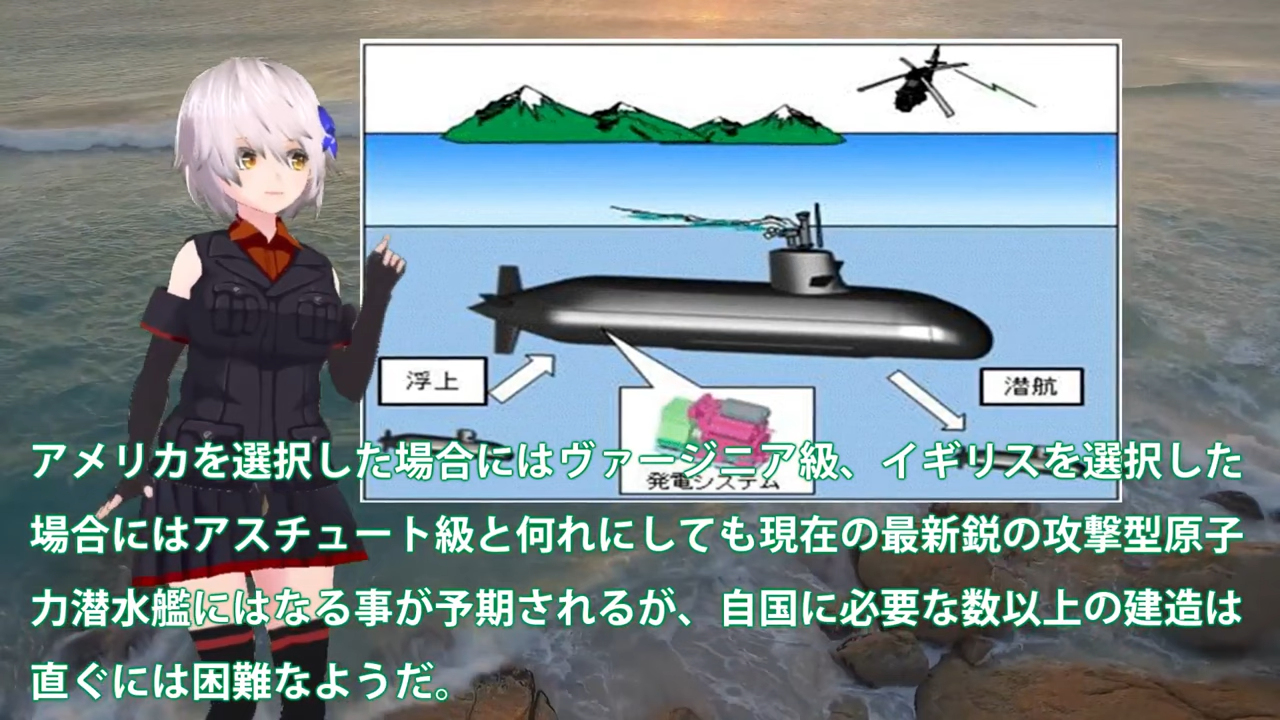 浮上
潜航
発電システム
アメリカを選択した場合にはヴァージニア級、イギリスを選択した
場合にはアスチュート級と何れにしても現在の最新鋭の攻撃型原子
力潜水艦にはなる事が予期されるが、自国に必要な数以上の建造は
直ぐには困難なようだ。